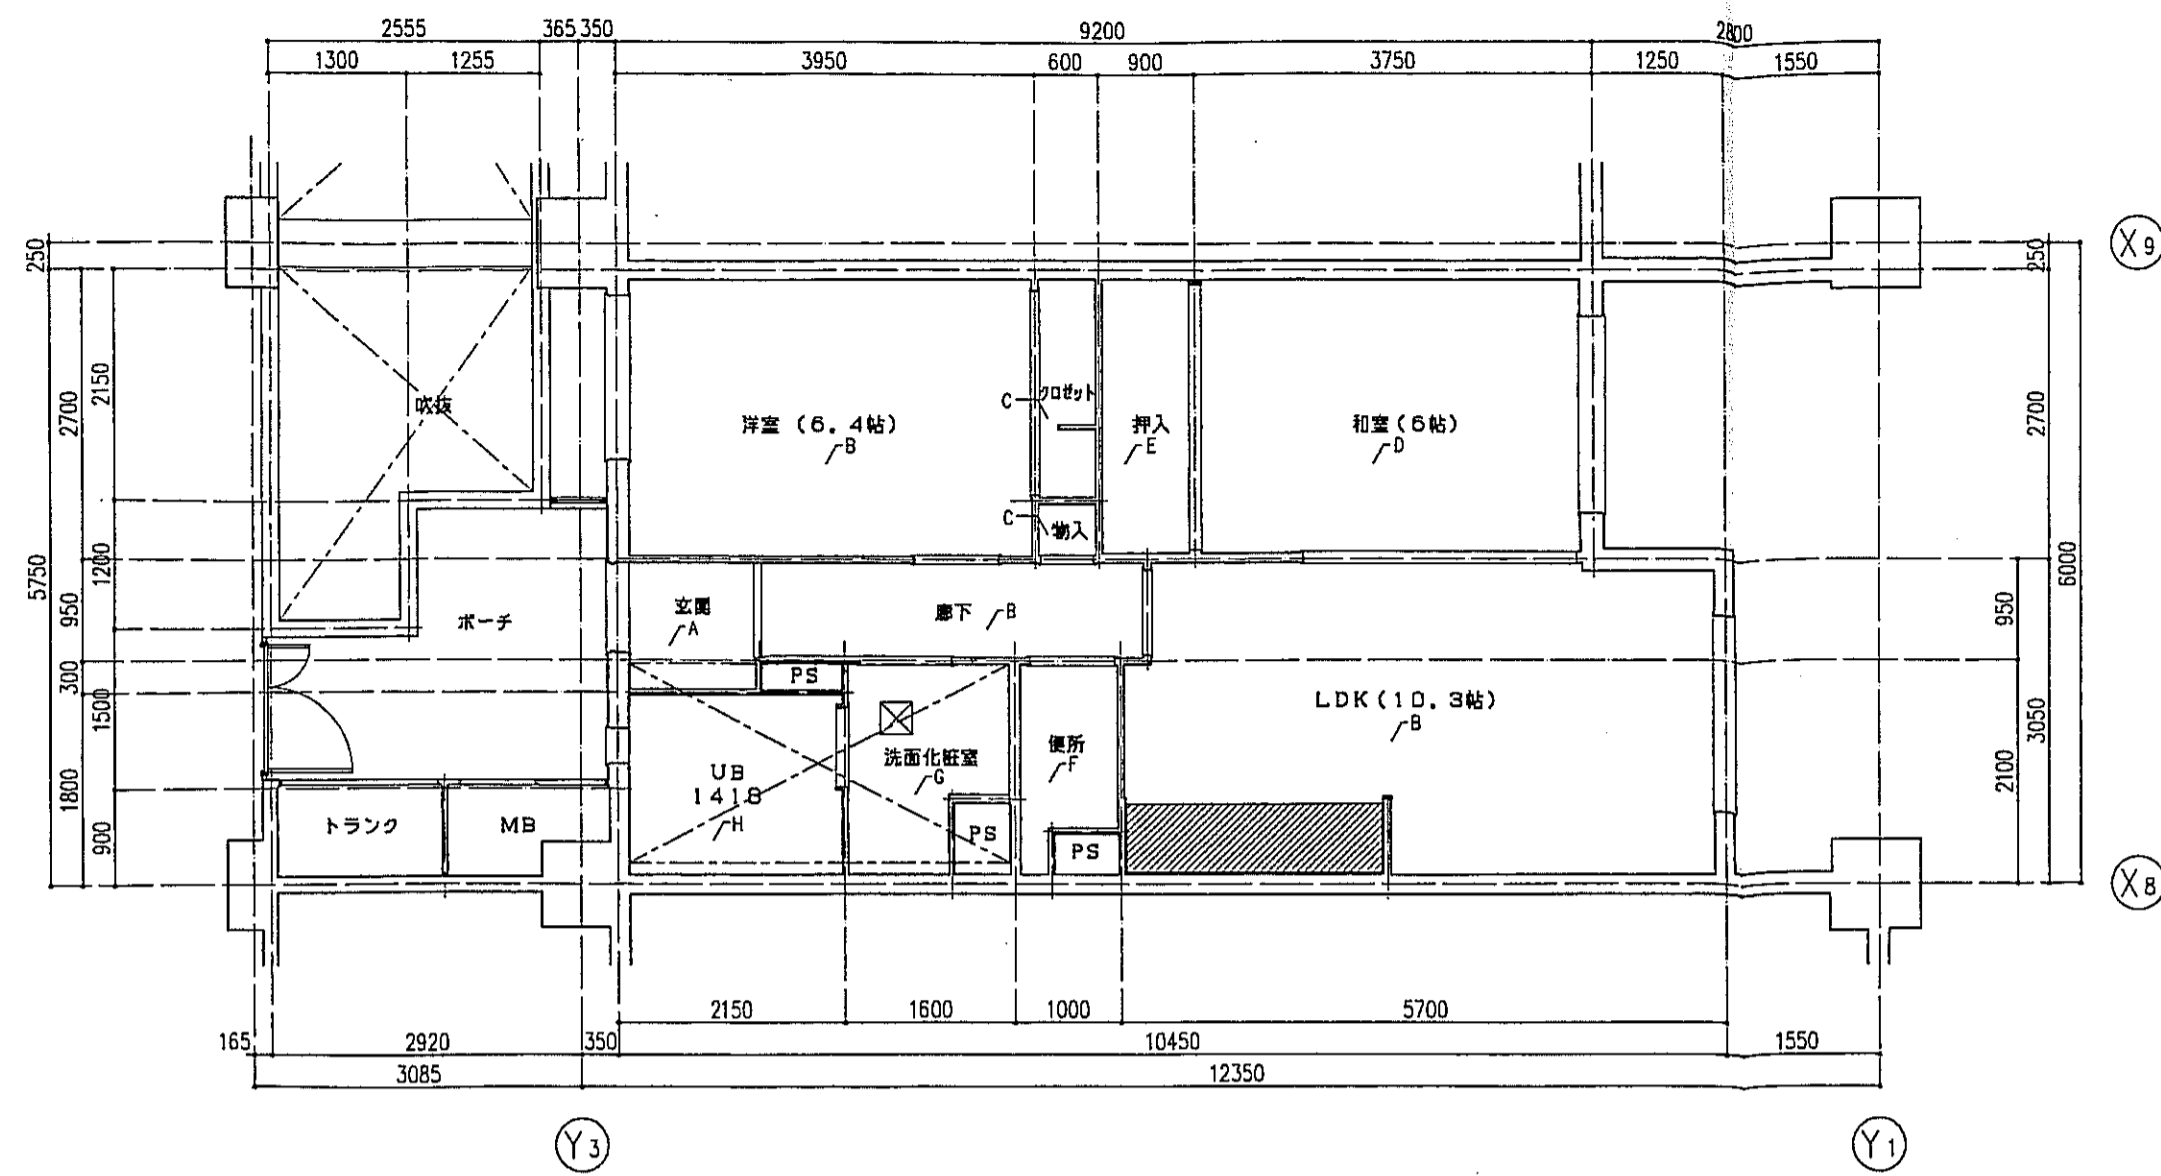 2555
365
350
9200
2800
1300
1255
3950
600
900
3750
1250
1550
X9
250
250
2150
2700
5750
1200
950
300
1500
1800
900
吹抜
洋室 (6.4帖)
B
C
クロゼット
押入
E
和室(6帖)
D
C
物入
2700
6000
950
3050
2100
ポーチ
玄関
A
廊下
B
PS
LDK(10.3帖)
B
UB
1418
H
洗面化粧室
G
便所
F
トランク
MB
PS
PS
X8
2150
1600
1000
5700
165
2920
350
10450
1550
3085
12350
Y3
Y1